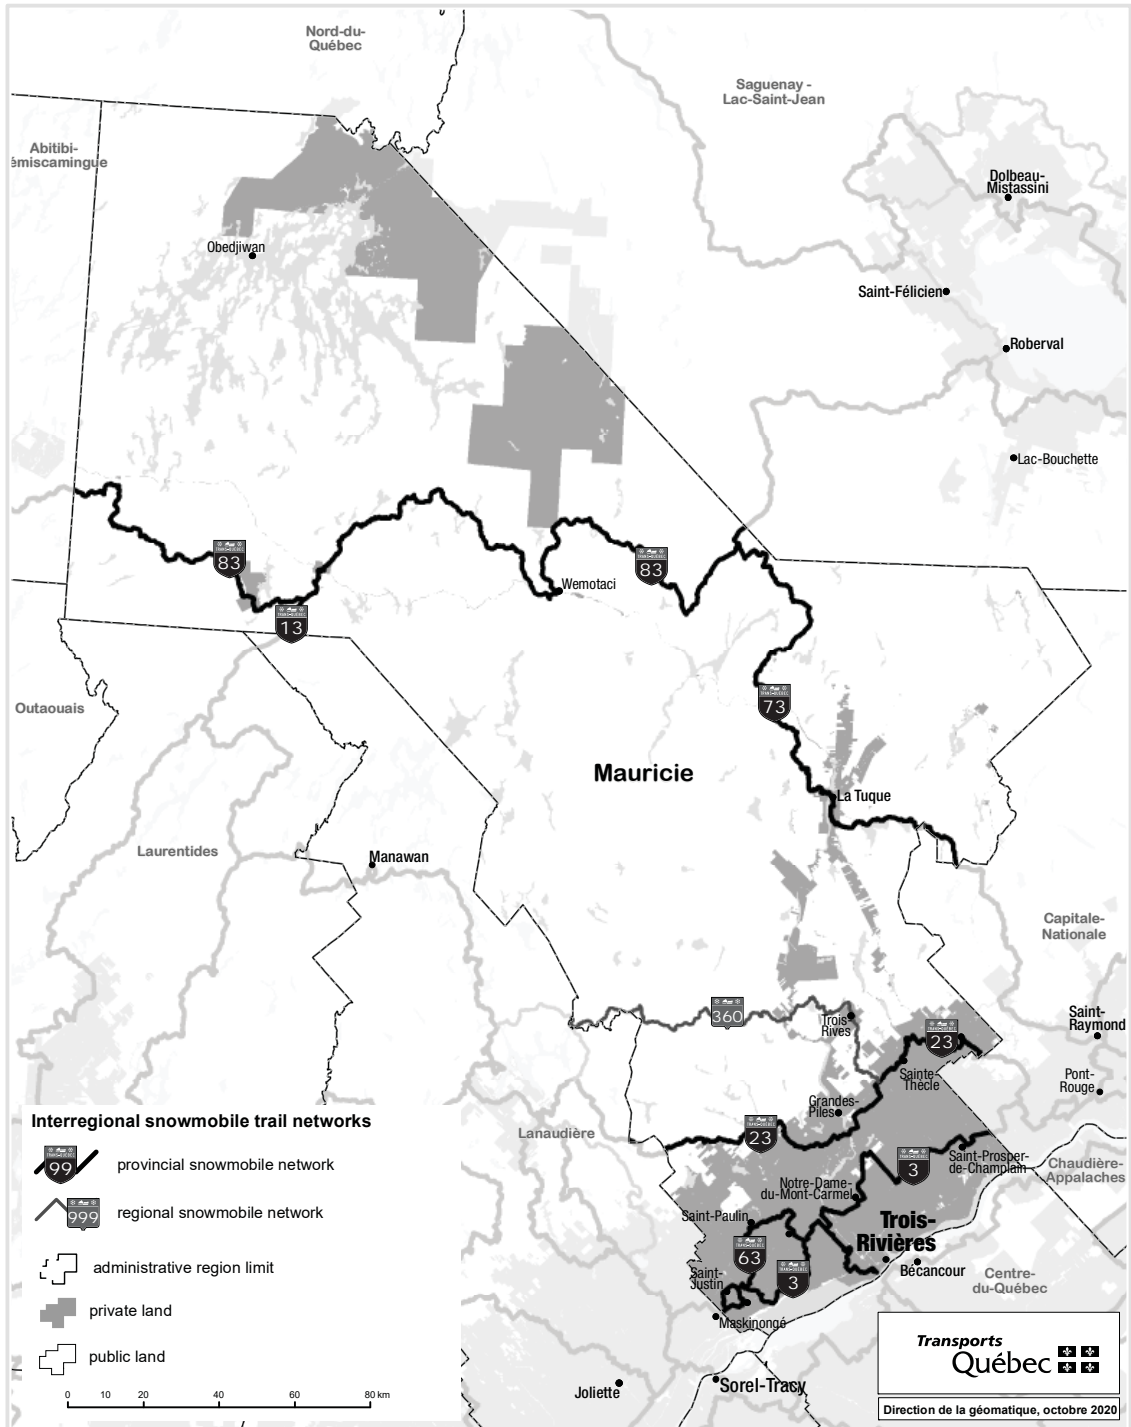 Nord-du-
Québec
Saguenay -
Lac-Saint-Jean
Abitibi-
émiscamingue
Dolbeau-
Mistassini
Obedjiwan
Saint-Félicien
Roberval
Lac-Bouchette
83
83
Wemotaci
13
Outaouais
73
Mauricie
La Tuque
Laurentides
Manawan
Capitale-
Nationale
360
Trois
Rives
Saint-
Raymond
23
Sainte-
Thècle
Pont-
Rouge
Grandes-
Piles
Lanaudière
23
Saint-Prosper-
de-Champlain
3
Chaudière-
Appalaches
Notre-Dame-
du-Mont-Carmel
Saint-Paulin
Trois-
Rivières
63
Saint-
Justin
3
Bécancour
Centre-
du-Québec
Maskinongé
Joliette
Sorel-Tracy
Interregional snowmobile trail networks
99
provincial snowmobile network
999
regional snowmobile network
administrative region limit
private land
public land
0 10 20 40 60 80 km
Transports
Québec
Direction de la géomatique, octobre 2020